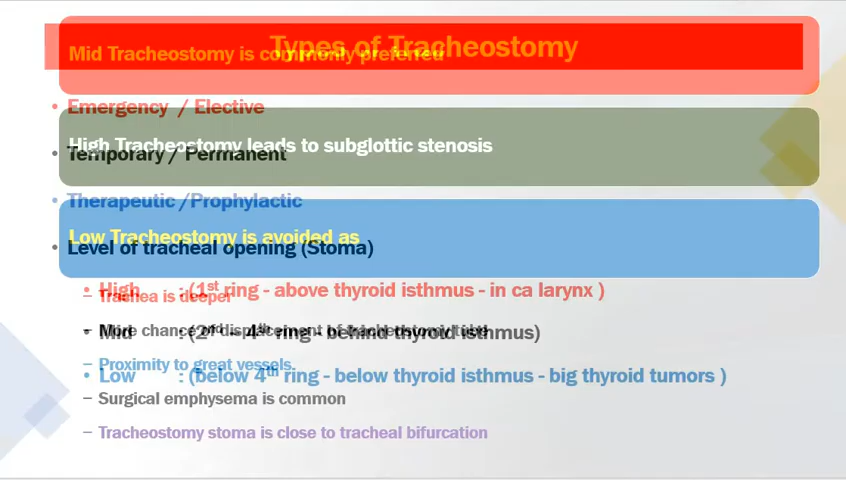 Types of Tracheostomy
Mid Tracheostomy is commonly preferred
• Emergency / Elective
High Tracheostomy leads to subglottic stenosis
• Temporary / Permanent
• Therapeutic /Prophylactic
Low Tracheostomy is avoided as
• Level of tracheal opening (Stoma)
• High : (1st ring - above thyroid isthmus - in ca larynx )
– Trachea is deeper
– More chance of displacement of tracheostomy tube
• Mid : (2nd – 4th ring - behind thyroid isthmus)
– Proximity to great vessels.
• Low : (below 4th ring - below thyroid isthmus - big thyroid tumors )
– Surgical emphysema is common
– Tracheostomy stoma is close to tracheal bifurcation